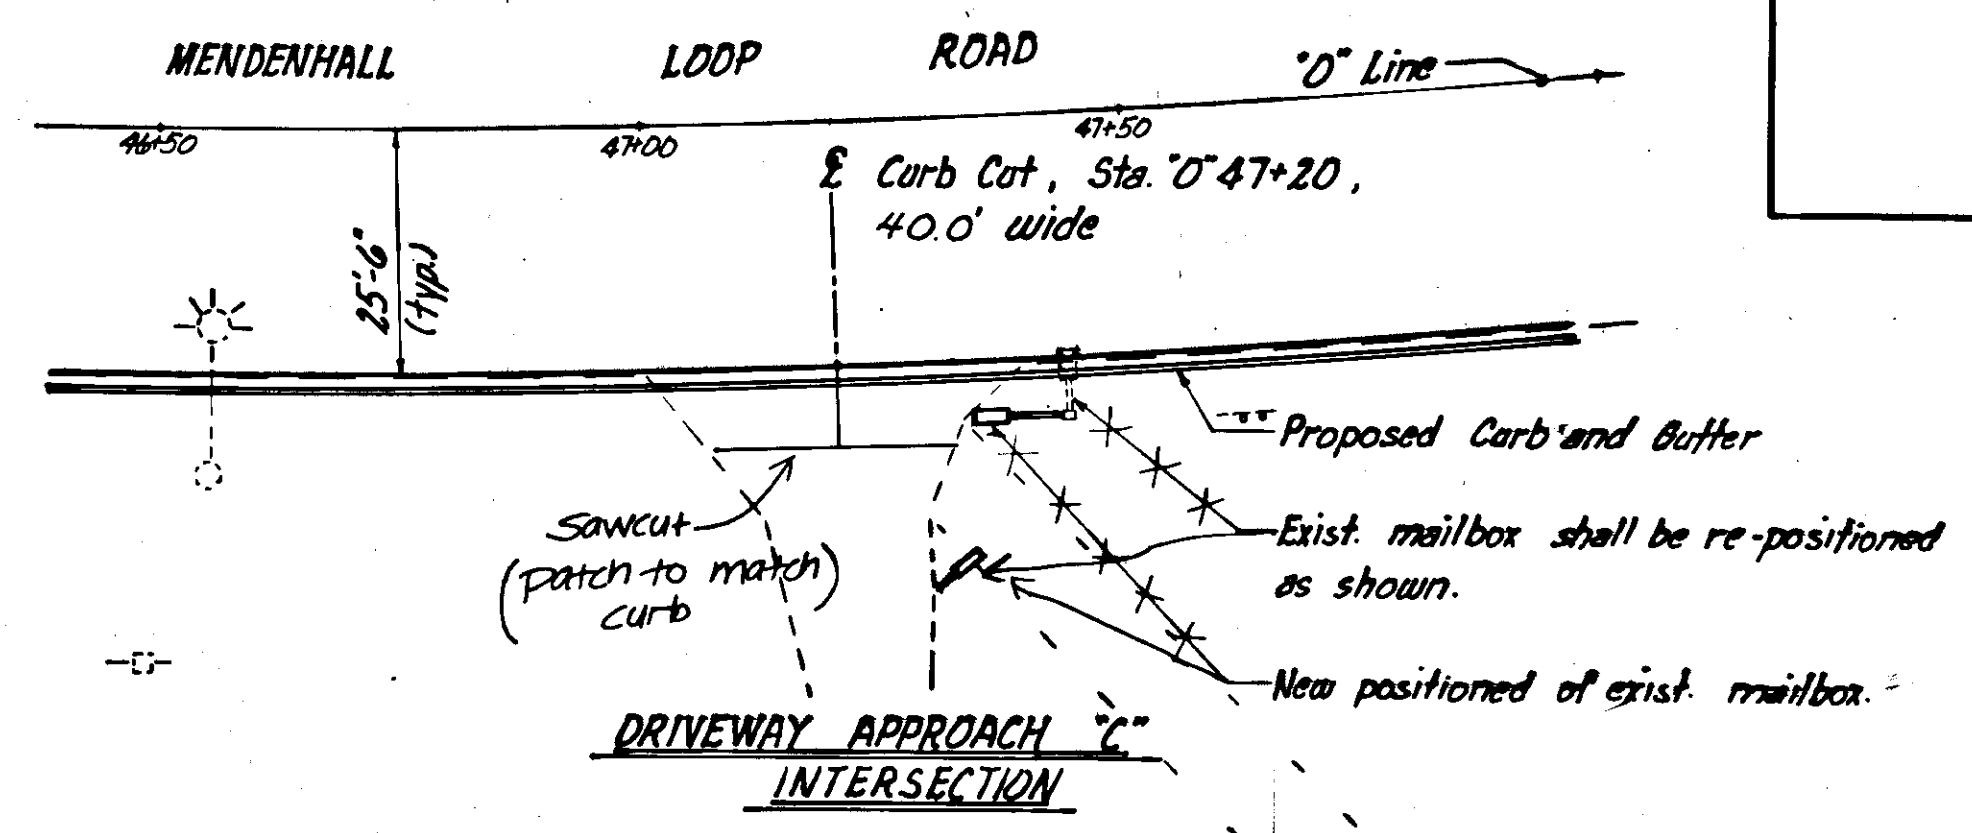 MENDENHALL LOOP ROAD
"O" Line
46+50 47+00 47+50
℄ Curb Cut, Sta. "O" 47+20,
40.0' wide
25'-6"
(typ.)
Proposed Curb and Gutter
Sawcut
(patch to match)
curb
Exist. mailbox shall be re-positioned
as shown.
New positioned of exist. mailbox.
DRIVEWAY APPROACH "C"
INTERSECTION